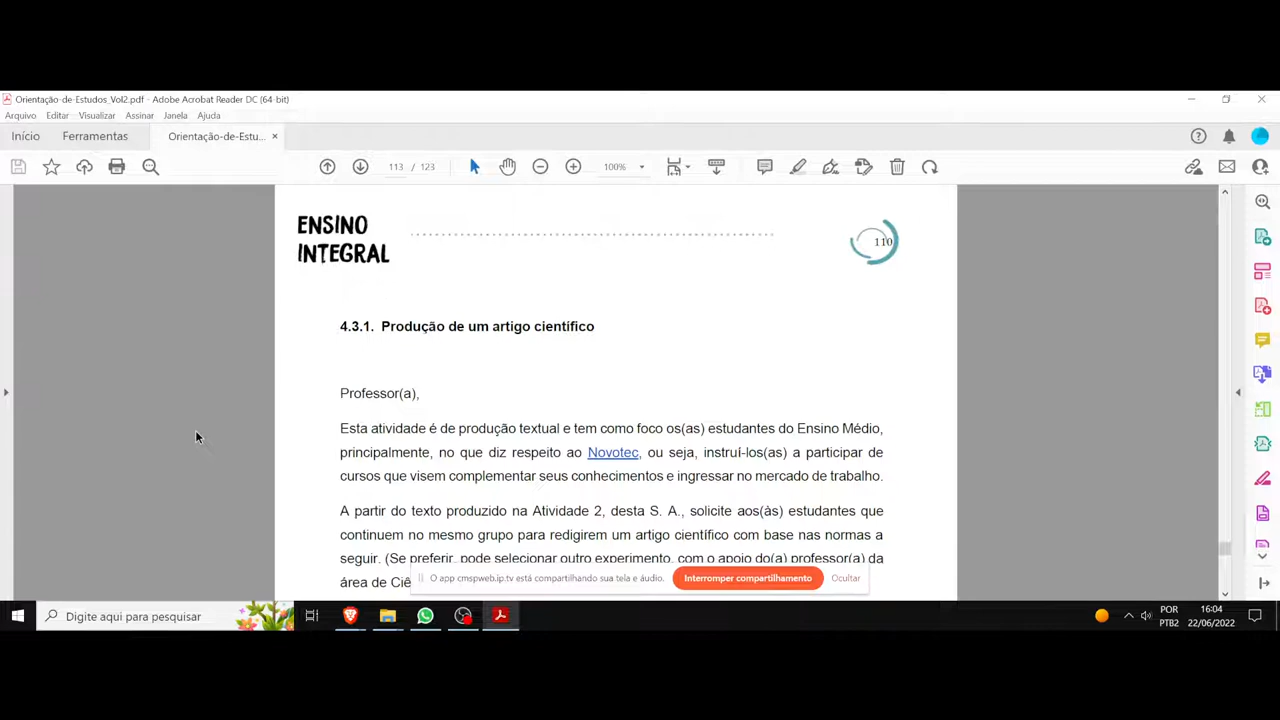 Orientação-de-Estudos_Vol2.pdf - Adobe Acrobat Reader DC (64-bit)
Arquivo Editar Visualizar Assinar Janela Ajuda
Início Ferramentas Orientação-de-Estu... ×
113 / 123 100%
ENSINO
INTEGRAL
110
4.3.1. Produção de um artigo científico
Professor(a),
Esta atividade é de produção textual e tem como foco os(as) estudantes do Ensino Médio,
principalmente, no que diz respeito ao Novotec, ou seja, instruí-los(as) a participar de
cursos que visem complementar seus conhecimentos e ingressar no mercado de trabalho.
A partir do texto produzido na Atividade 2, desta S. A., solicite aos(às) estudantes que
continuem no mesmo grupo para redigirem um artigo científico com base nas normas a
seguir. (Se preferir, pode selecionar outro experimento, com o apoio do(a) professor(a) da
área de Ciê
O app cmspweb.ip.tv está compartilhando sua tela e áudio. Interromper compartilhamento Ocultar
Digite aqui para pesquisar
POR
PTB2
16:04
22/06/2022